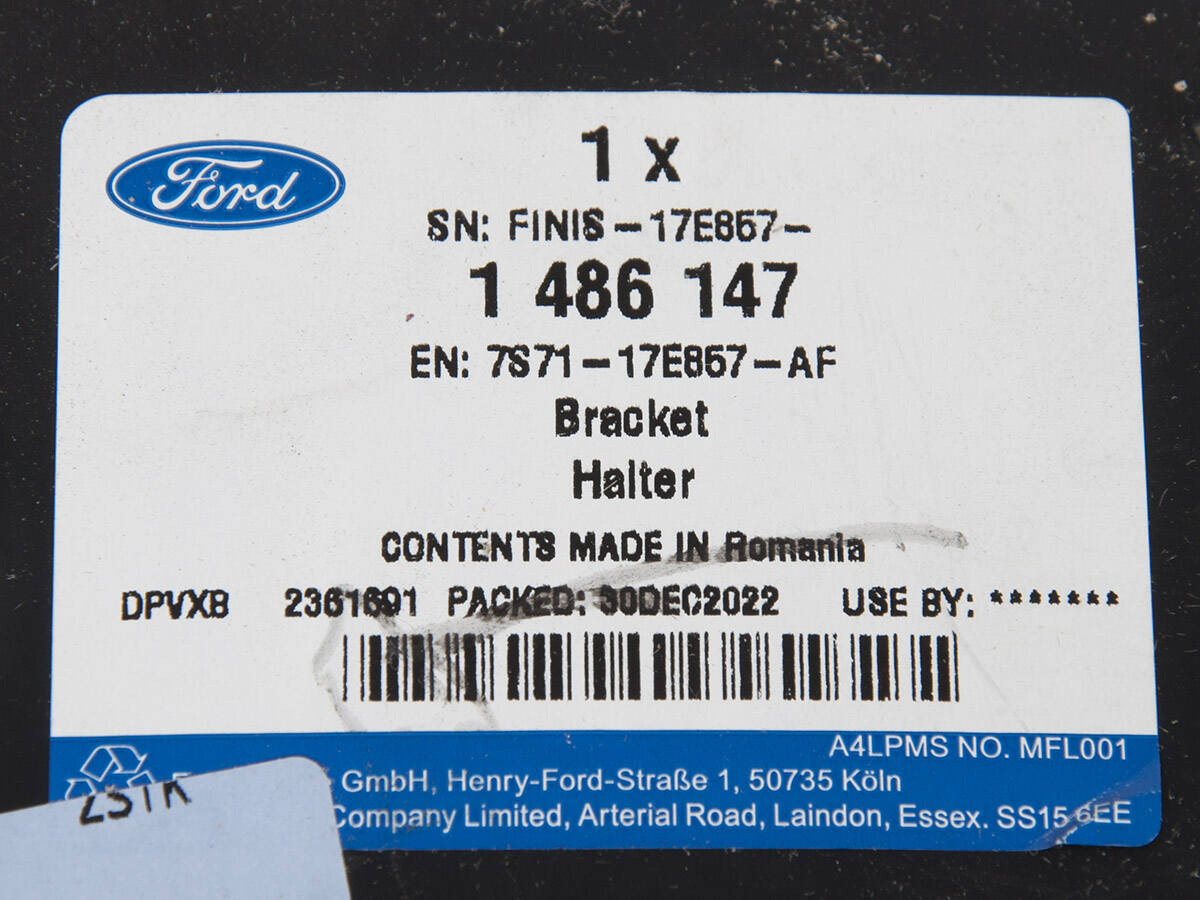 Ford
1 x
SN: FINIS - 17E857 -
1 486 147
EN: 7S71 - 17E857 - AF
Bracket
Halter
CONTENTS MADE IN Romania
DPVXB 2361691 PACKED: 30DEC2022 USE BY: *******
A4LPMS NO. MFL001
GmbH, Henry-Ford-Straße 1, 50735 Köln
Company Limited, Arterial Road, Laindon, Essex. SS15 6EE